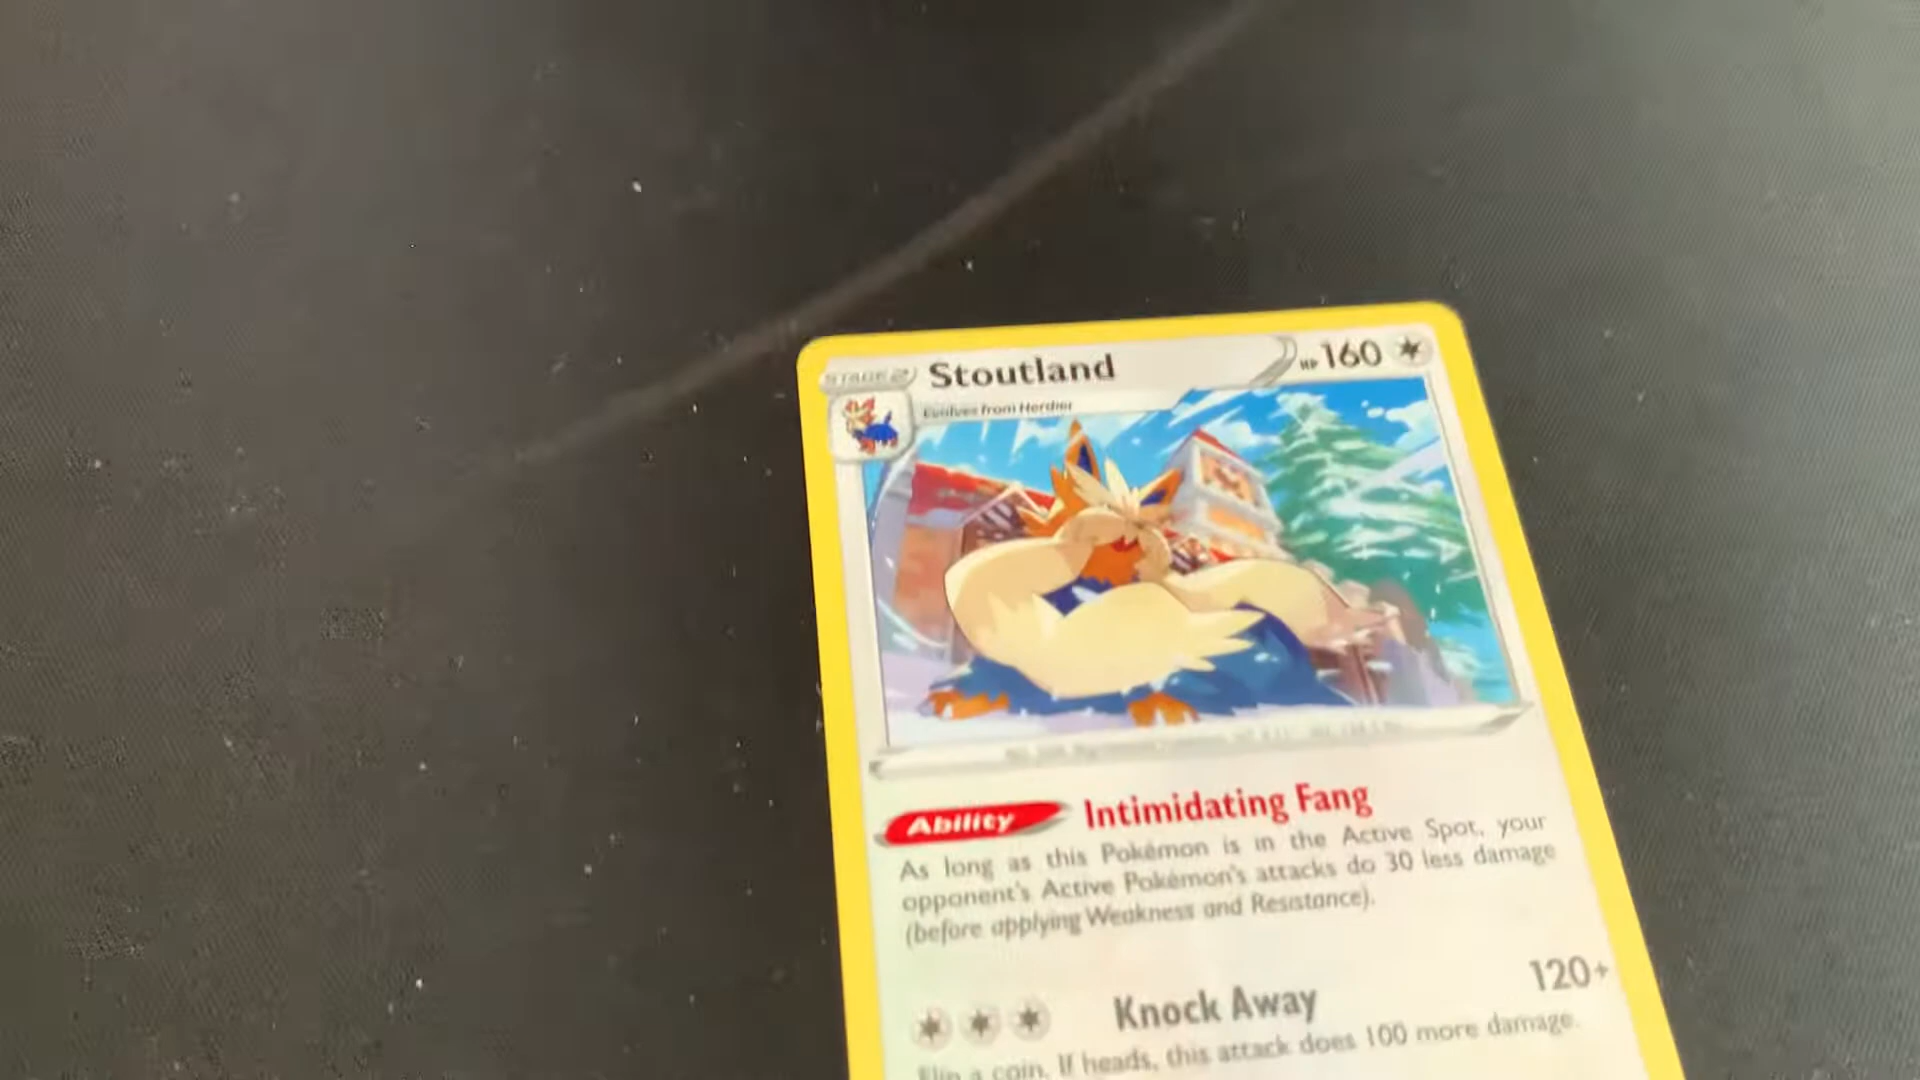 STAGE 2 Stoutland HP 160
Evolves from Herdier
Ability Intimidating Fang
As long as this Pokémon is in the Active Spot, your
opponent's Active Pokémon's attacks do 30 less damage
(before applying Weakness and Resistance).
Knock Away 120+
Flip a coin. If heads, this attack does 100 more damage.